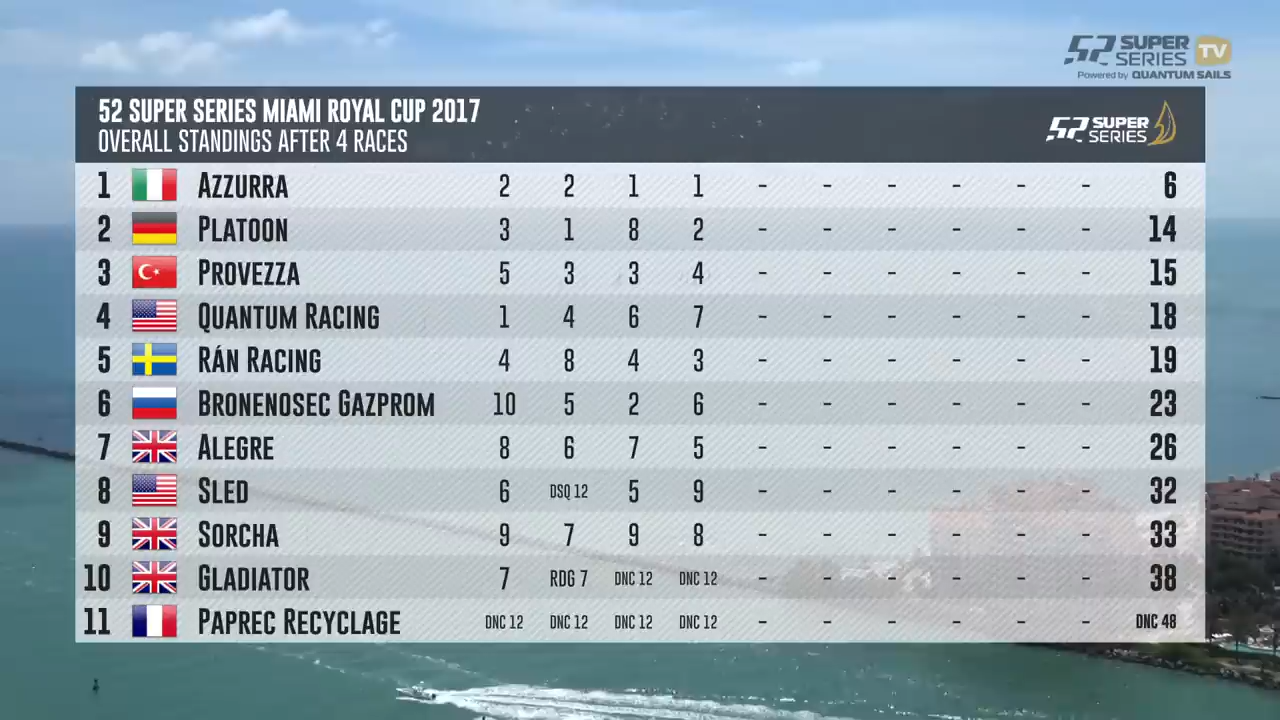 52 SUPER SERIES TV
Powered by QUANTUM SAILS
52 SUPER SERIES MIAMI ROYAL CUP 2017
OVERALL STANDINGS AFTER 4 RACES
52 SUPER SERIES
1 AZZURRA 2 2 1 1 - - - - - - 6
2 PLATOON 3 1 8 2 - - - - - - 14
3 PROVEZZA 5 3 3 4 - - - - - - 15
4 QUANTUM RACING 1 4 6 7 - - - - - - 18
5 RÁN RACING 4 8 4 3 - - - - - - 19
6 BRONENOSEC GAZPROM 10 5 2 6 - - - - - - 23
7 ALEGRE 8 6 7 5 - - - - - - 26
8 SLED 6 DSQ 12 5 9 - - - - - - 32
9 SORCHA 9 7 9 8 - - - - - - 33
10 GLADIATOR 7 RDG 7 DNC 12 DNC 12 - - - - - - 38
11 PAPREC RECYCLAGE DNC 12 DNC 12 DNC 12 DNC 12 - - - - - - DNC 48